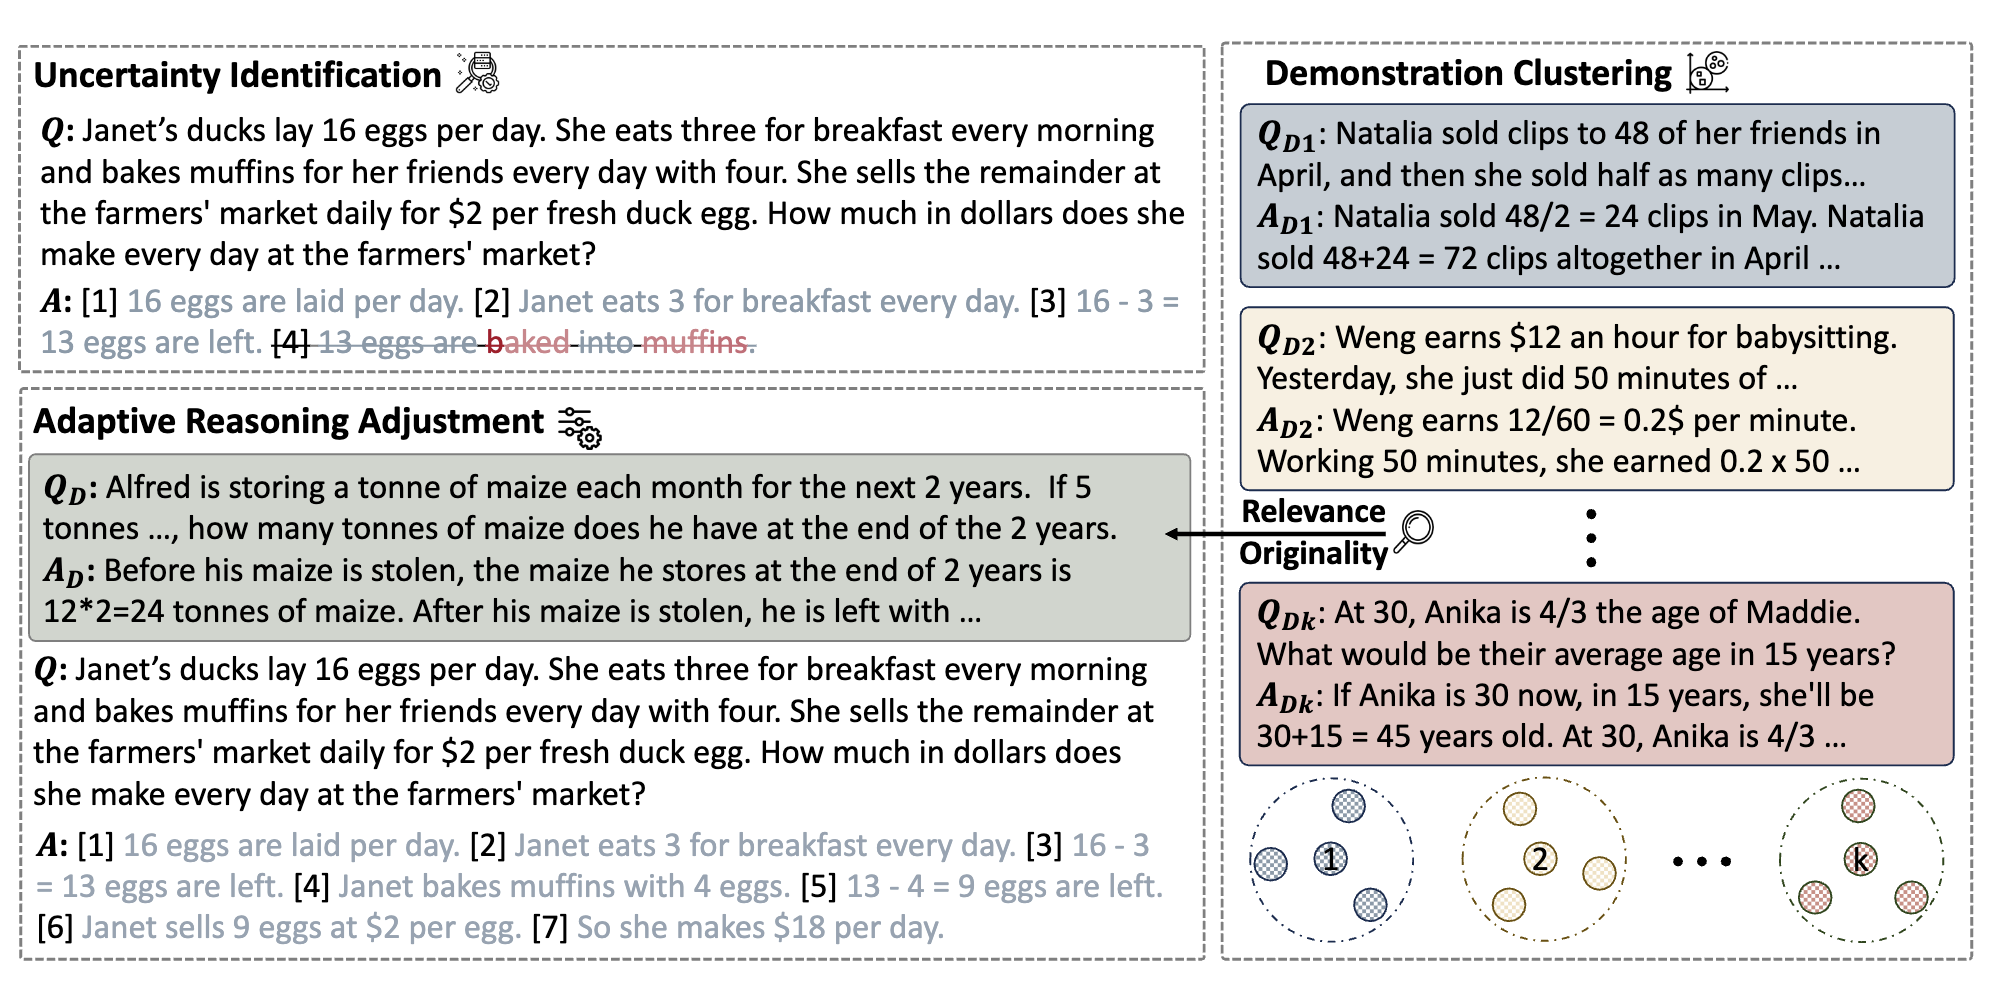 Uncertainty Identification
Q: Janet's ducks lay 16 eggs per day. She eats three for breakfast every morning
and bakes muffins for her friends every day with four. She sells the remainder at
the farmers' market daily for $2 per fresh duck egg. How much in dollars does she
make every day at the farmers' market?
A: [1] 16 eggs are laid per day. [2] Janet eats 3 for breakfast every day. [3] 16 - 3 =
13 eggs are left. [4] 13 eggs are baked into muffins.
Adaptive Reasoning Adjustment
Q_D: Alfred is storing a tonne of maize each month for the next 2 years. If 5
tonnes ..., how many tonnes of maize does he have at the end of the 2 years.
A_D: Before his maize is stolen, the maize he stores at the end of 2 years is
12*2=24 tonnes of maize. After his maize is stolen, he is left with ...
Q: Janet's ducks lay 16 eggs per day. She eats three for breakfast every morning
and bakes muffins for her friends every day with four. She sells the remainder at
the farmers' market daily for $2 per fresh duck egg. How much in dollars does
she make every day at the farmers' market?
A: [1] 16 eggs are laid per day. [2] Janet eats 3 for breakfast every day. [3] 16 - 3
= 13 eggs are left. [4] Janet bakes muffins with 4 eggs. [5] 13 - 4 = 9 eggs are left.
[6] Janet sells 9 eggs at $2 per egg. [7] So she makes $18 per day.
Demonstration Clustering
Q_D1: Natalia sold clips to 48 of her friends in
April, and then she sold half as many clips...
A_D1: Natalia sold 48/2 = 24 clips in May. Natalia
sold 48+24 = 72 clips altogether in April ...
Q_D2: Weng earns $12 an hour for babysitting.
Yesterday, she just did 50 minutes of ...
A_D2: Weng earns 12/60 = 0.2$ per minute.
Working 50 minutes, she earned 0.2 x 50 ...
Relevance
Originality
Q_Dk: At 30, Anika is 4/3 the age of Maddie.
What would be their average age in 15 years?
A_Dk: If Anika is 30 now, in 15 years, she'll be
30+15 = 45 years old. At 30, Anika is 4/3 ...
1 2 ... k